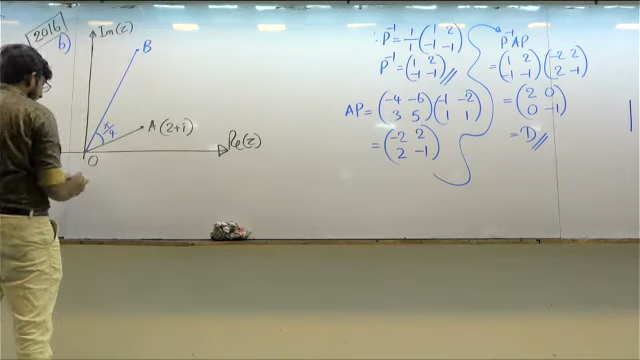 2016
b)
Im(z)
B
π/4
A (2+i)
O
Re(z)
∴ P⁻¹ = 1/1 (1 2; -1 -1)
P⁻¹ = (1 2; -1 -1) //
AP = (-4 -6; 3 5)(-1 -2; 1 1)
= (-2 2; 2 -1)
P⁻¹AP
= (1 2; -1 -1)(-2 2; 2 -1)
= (2 0; 0 -1)
= D //